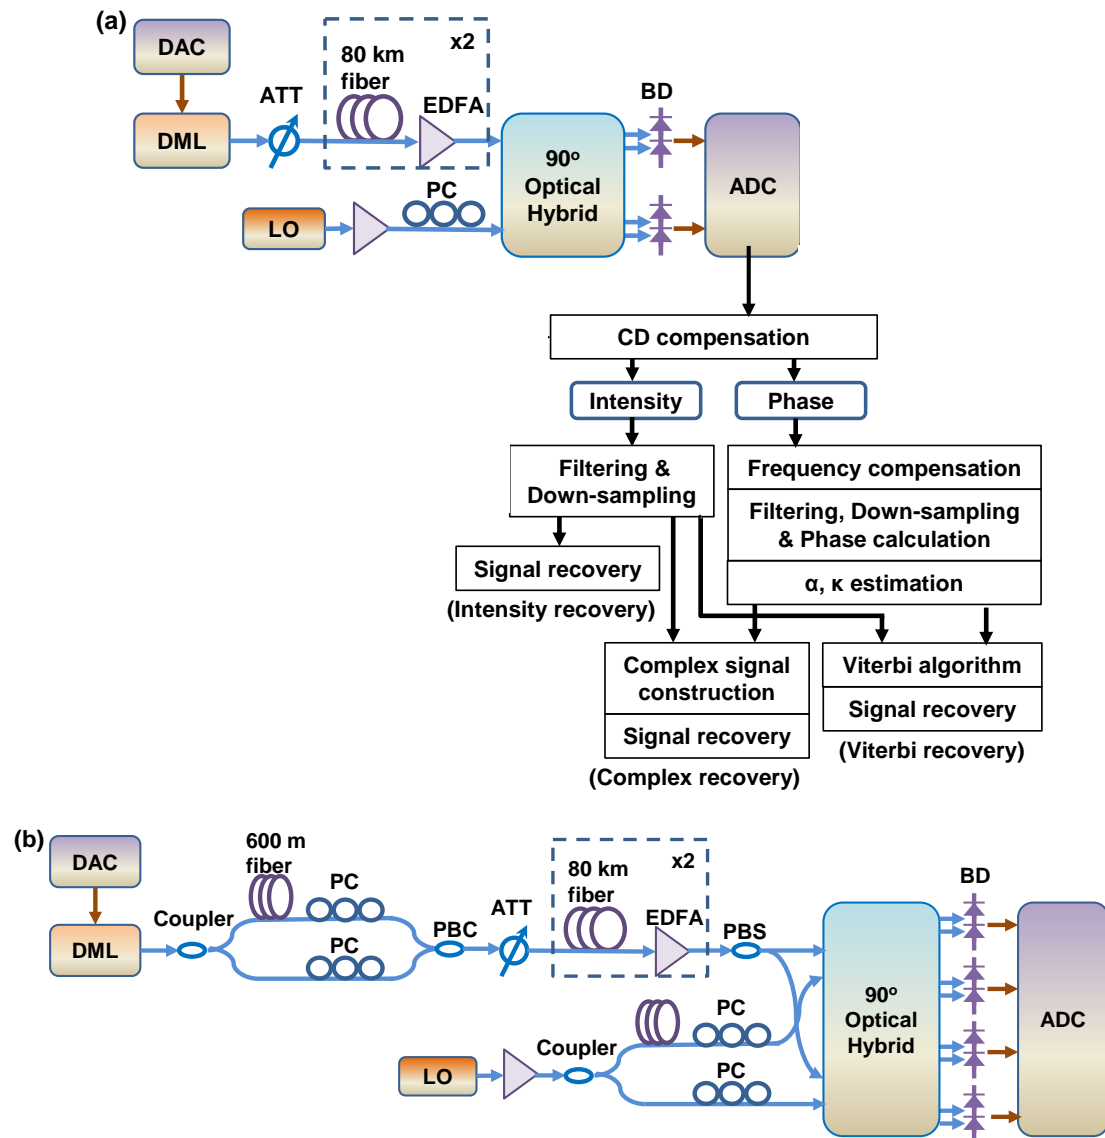 (a)
DAC
x2
80 km
fiber
ATT
EDFA
BD
DML
PC
90o
Optical
Hybrid
ADC
LO
CD compensation
Intensity
Phase
Filtering &
Down-sampling
Frequency compensation
Filtering, Down-sampling
& Phase calculation
Signal recovery
α, κ estimation
(Intensity recovery)
Complex signal
construction
Viterbi algorithm
Signal recovery
Signal recovery
(Viterbi recovery)
(Complex recovery)
(b)
600 m
fiber
DAC
x2
80 km
fiber
PC
BD
Coupler
ATT
EDFA
PBC
PBS
DML
PC
90o
Optical
Hybrid
ADC
PC
Coupler
LO
PC